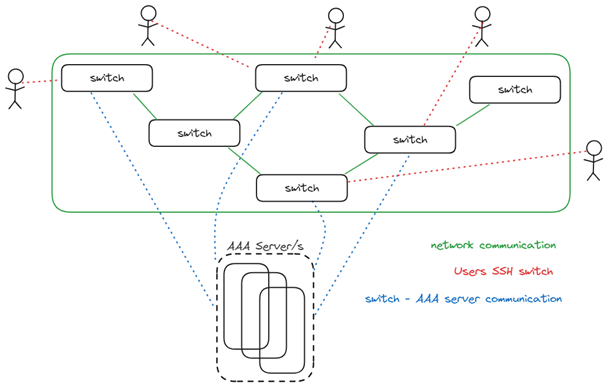 switch
switch
switch
switch
switch
switch
AAA Server/s
network communication
Users SSH switch
switch - AAA server communication